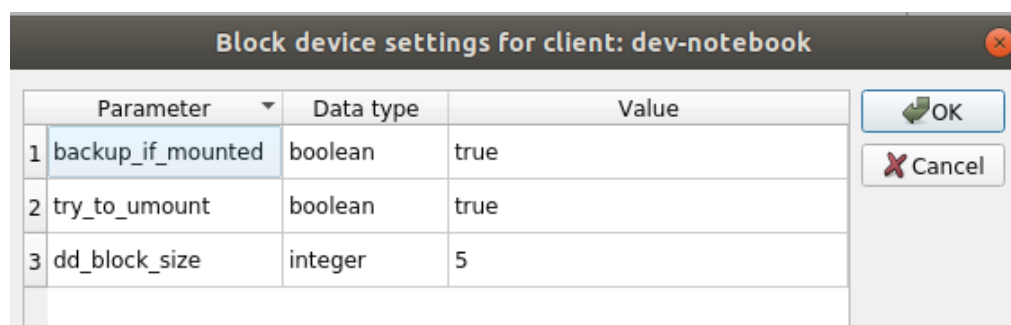 Block device settings for client: dev-notebook
Parameter Data type Value
1 backup_if_mounted boolean true
2 try_to_umount boolean true
3 dd_block_size integer 5
OK
Cancel